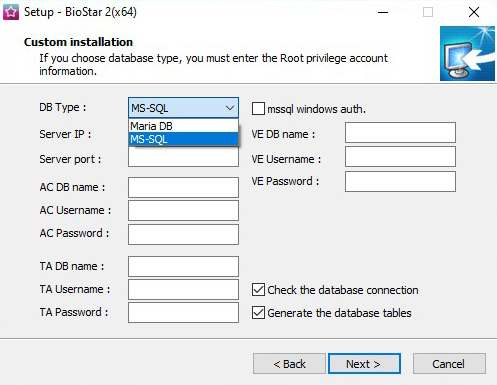 Setup - BioStar 2(x64)
Custom installation
If you choose database type, you must enter the Root privilege account
information.
DB Type : MS-SQL mssql windows auth.
Maria DB
MS-SQL
Server IP : VE DB name :
Server port : VE Username :
VE Password :
AC DB name :
AC Username :
AC Password :
TA DB name :
TA Username : Check the database connection
TA Password : Generate the database tables
< Back Next > Cancel